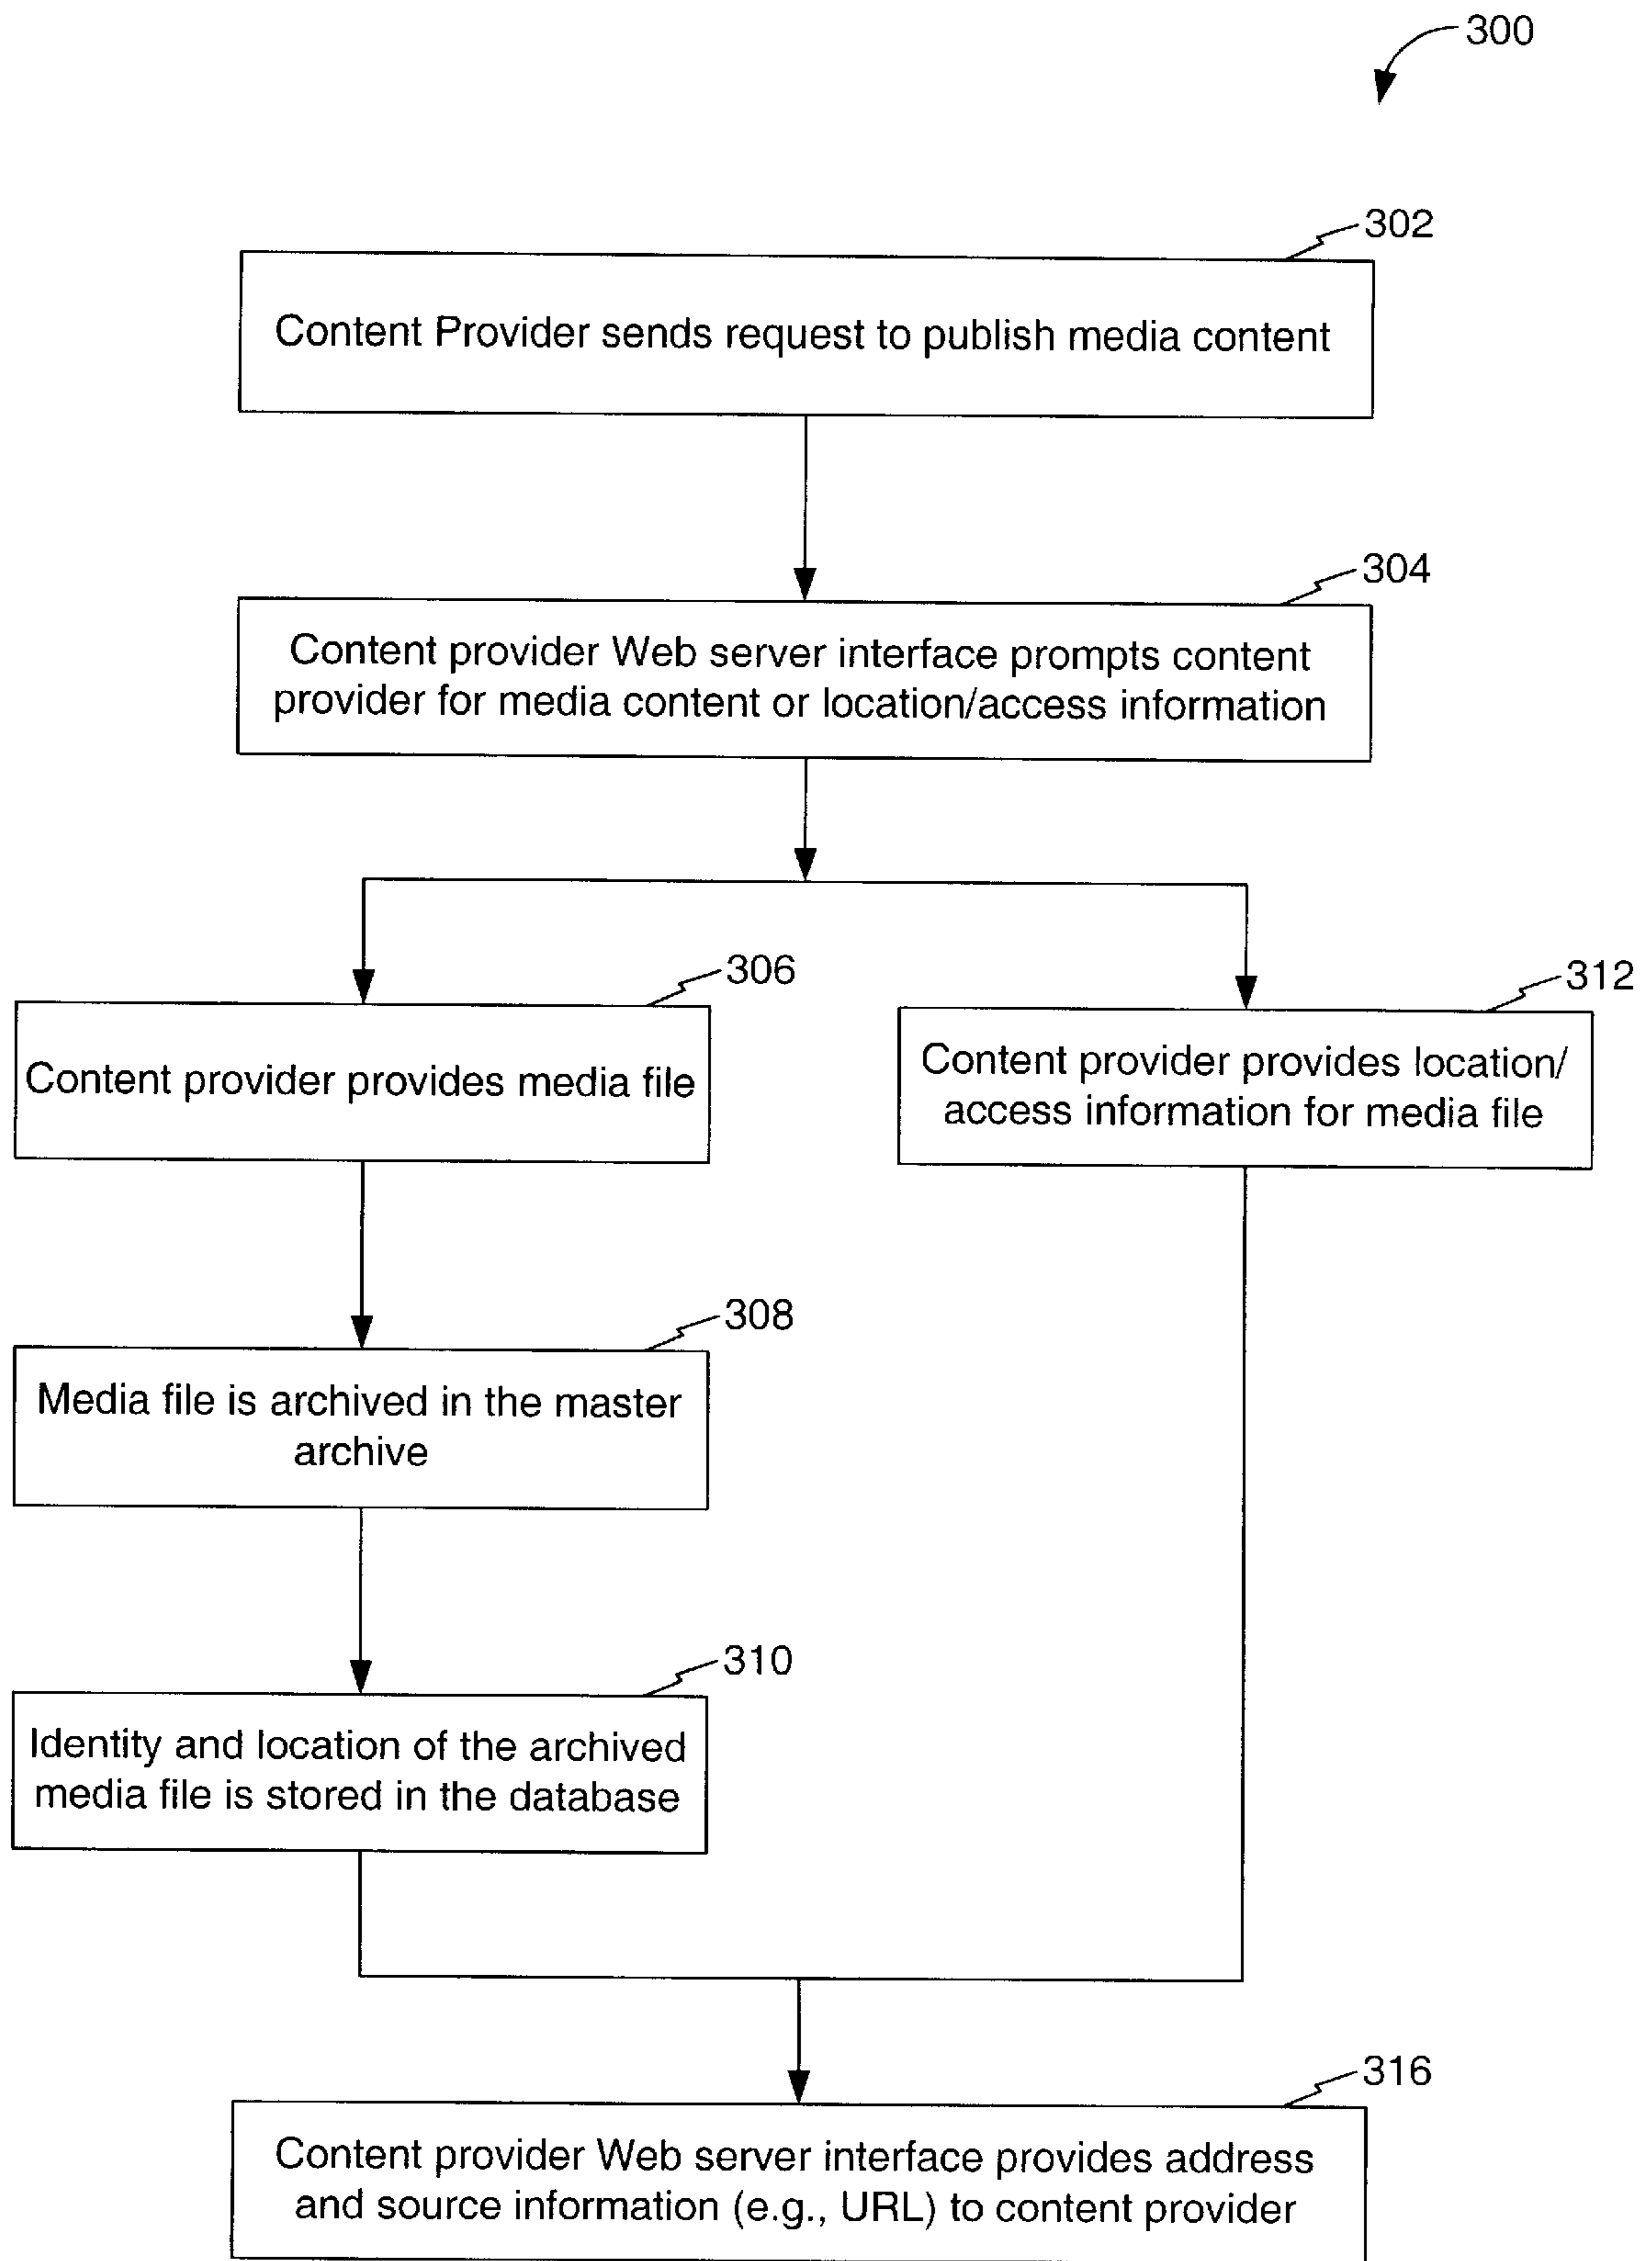 300
302
Content Provider sends request to publish media content
304
Content provider Web server interface prompts content
provider for media content or location/access information
306
Content provider provides media file
312
Content provider provides location/
access information for media file
308
Media file is archived in the master
archive
310
Identity and location of the archived
media file is stored in the database
316
Content provider Web server interface provides address
and source information (e.g., URL) to content provider